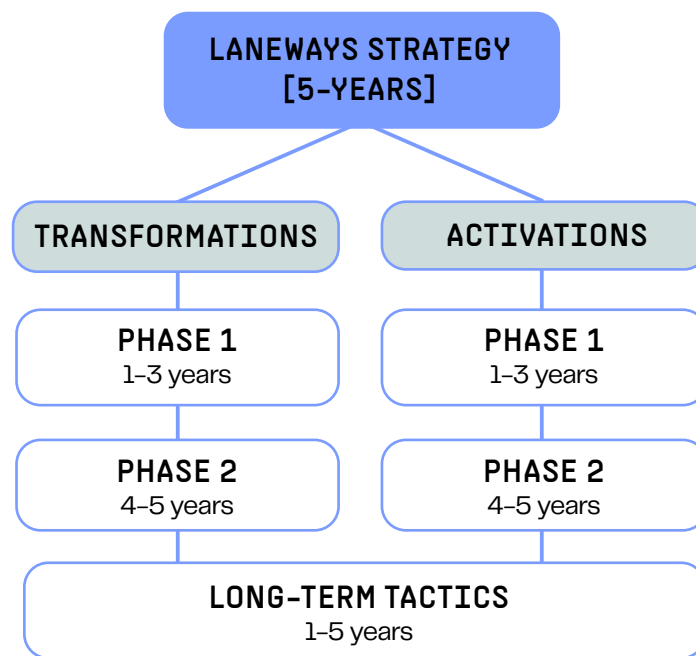 LANEWAYS STRATEGY
[5-YEARS]
TRANSFORMATIONS
ACTIVATIONS
PHASE 1
1–3 years
PHASE 1
1–3 years
PHASE 2
4–5 years
PHASE 2
4–5 years
LONG-TERM TACTICS
1–5 years